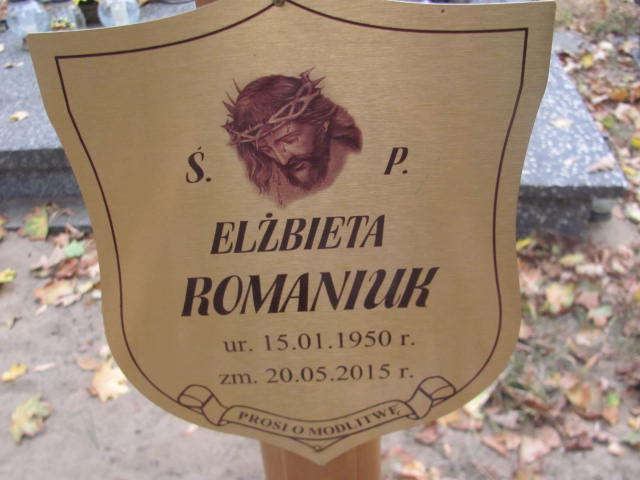 Ś. P.
ELŻBIETA
ROMANIUK
ur. 15.01.1950 r.
zm. 20.05.2015 r.
PROSI O MODLITWĘ